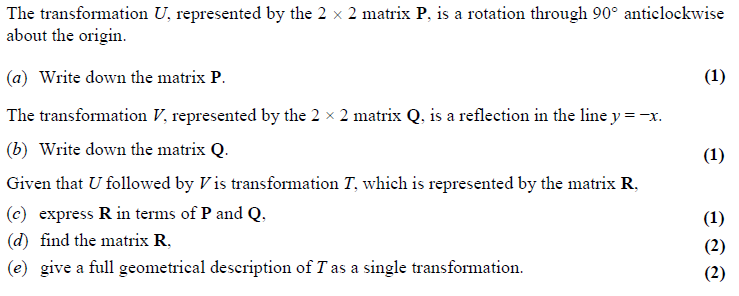 The transformation U, represented by the 2 × 2 matrix P, is a rotation through 90° anticlockwise
about the origin.
(a) Write down the matrix P. (1)
The transformation V, represented by the 2 × 2 matrix Q, is a reflection in the line y = −x.
(b) Write down the matrix Q. (1)
Given that U followed by V is transformation T, which is represented by the matrix R,
(c) express R in terms of P and Q, (1)
(d) find the matrix R, (2)
(e) give a full geometrical description of T as a single transformation. (2)